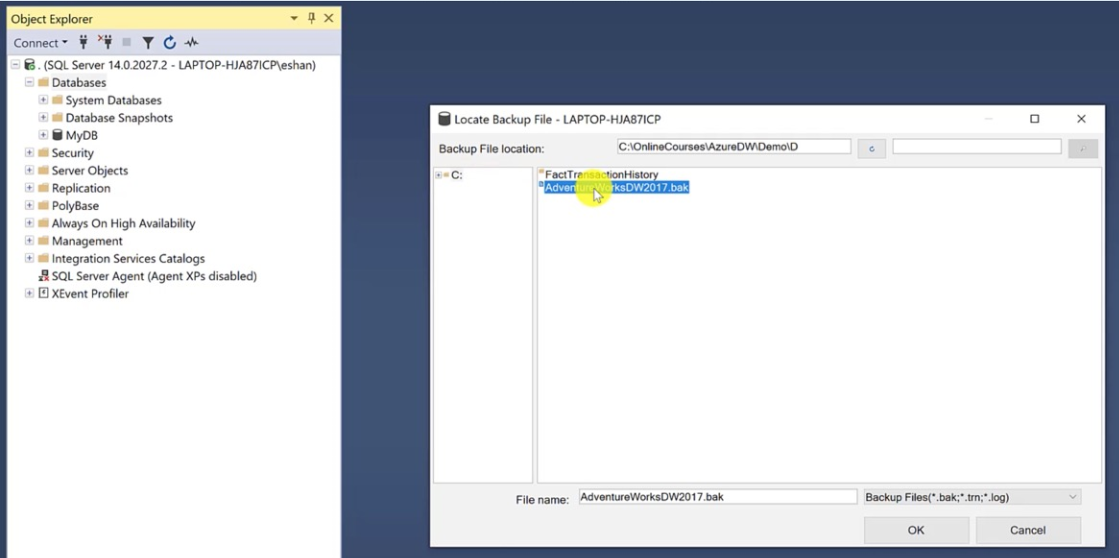 Object Explorer
Connect
. (SQL Server 14.0.2027.2 - LAPTOP-HJA87ICP\eshan)
Databases
System Databases
Database Snapshots
MyDB
Security
Server Objects
Replication
PolyBase
Always On High Availability
Management
Integration Services Catalogs
SQL Server Agent (Agent XPs disabled)
XEvent Profiler
Locate Backup File - LAPTOP-HJA87ICP
Backup File location: C:\OnlineCourses\AzureDW\Demo\D
C:
FactTransactionHistory
AdventureWorksDW2017.bak
File name: AdventureWorksDW2017.bak Backup Files(*.bak;*.trn;*.log)
OK Cancel